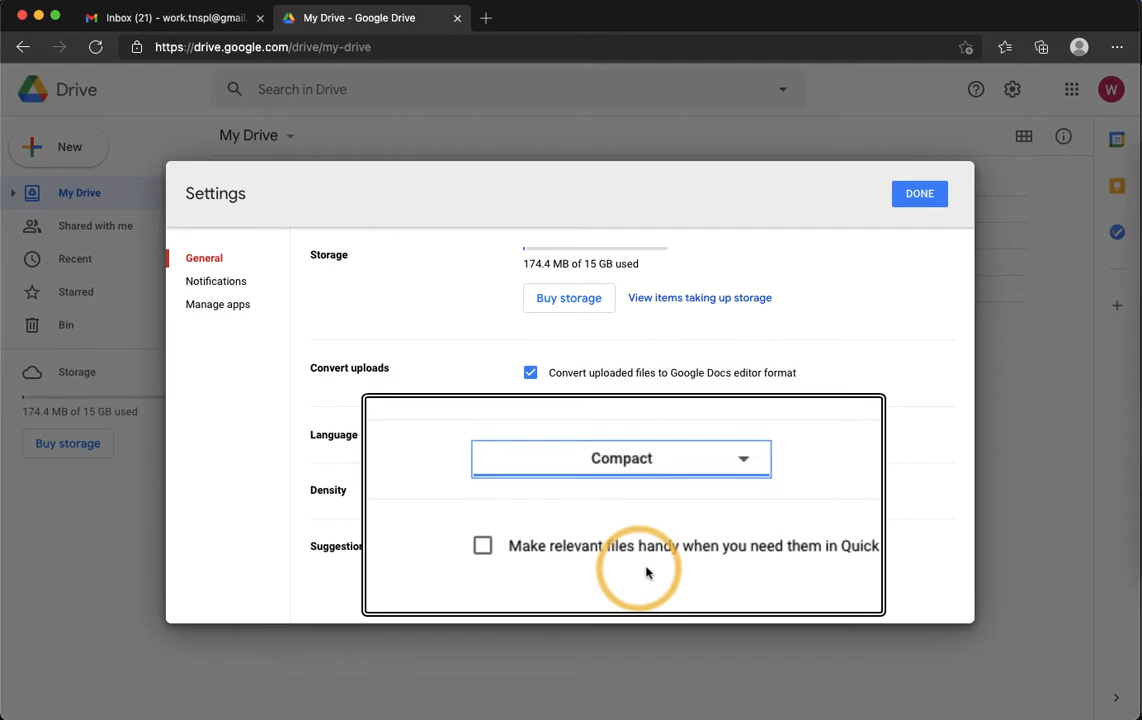 Inbox (21) - work.tnspl@gmail.
My Drive - Google Drive
https://drive.google.com/drive/my-drive
Drive
Search in Drive
W
New
My Drive
31
My Drive
Shared with me
Recent
Starred
Bin
Storage
174.4 MB of 15 GB used
Buy storage
Settings
DONE
General
Notifications
Manage apps
Storage
174.4 MB of 15 GB used
Buy storage
View items taking up storage
Convert uploads
Convert uploaded files to Google Docs editor format
Language
Density
Compact
Suggestion
Make relevant files handy when you need them in Quick